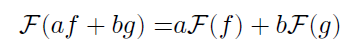 ℱ(af + bg) =aℱ(f) + bℱ(g)